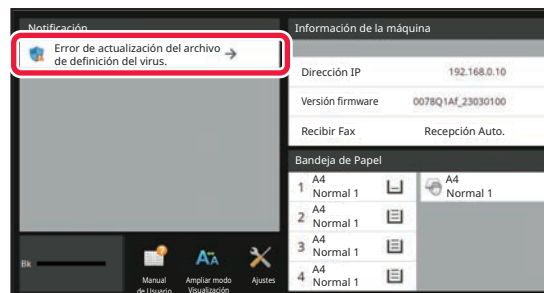 Notificación
Error de actualización del archivo
de definición del virus.
Información de la máquina
Dirección IP
192.168.0.10
Versión firmware
0078Q1Af_23030100
Recibir Fax
Recepción Auto.
Bandeja de Papel
1 A4
Normal 1
A4
Normal 1
2 A4
Normal 1
3 A4
Normal 1
4 A4
Normal 1
Bk
Manual
de Usuario
Ampliar modo
Visualización
Ajustes